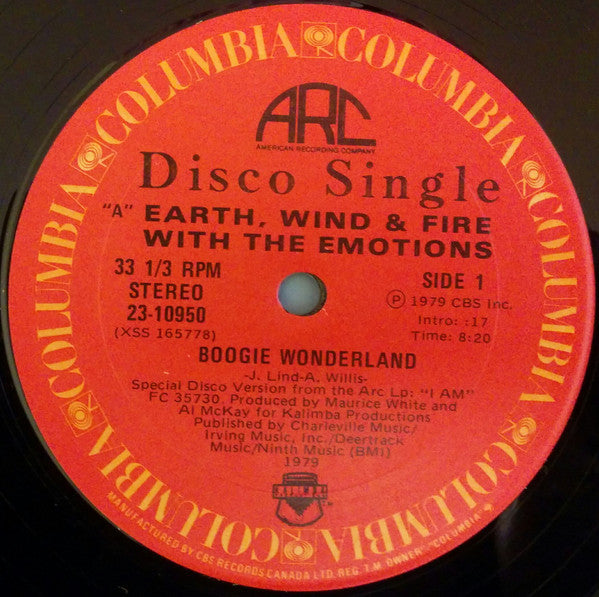 COLUMBIA COLUMBIA COLUMBIA COLUMBIA COLUMBIA COLUMBIA
ARC
AMERICAN RECORDING COMPANY
Disco Single
"A" EARTH, WIND & FIRE
WITH THE EMOTIONS
33 1/3 RPM
STEREO
23-10950
(XSS 165778)
SIDE 1
Ⓟ 1979 CBS Inc.
Intro: :17
Time: 8:20
BOOGIE WONDERLAND
-J. Lind-A. Willis-
Special Disco Version from the Arc Lp: "I AM"
FC 35730. Produced by Maurice White and
Al McKay for Kalimba Productions
Published by Charleville Music/
Irving Music, Inc./Deertrack
Music/Ninth Music (BMI)
1979
MANUFACTURED BY CBS RECORDS CANADA LTD. REG. T.M. OWNER-"COLUMBIA"